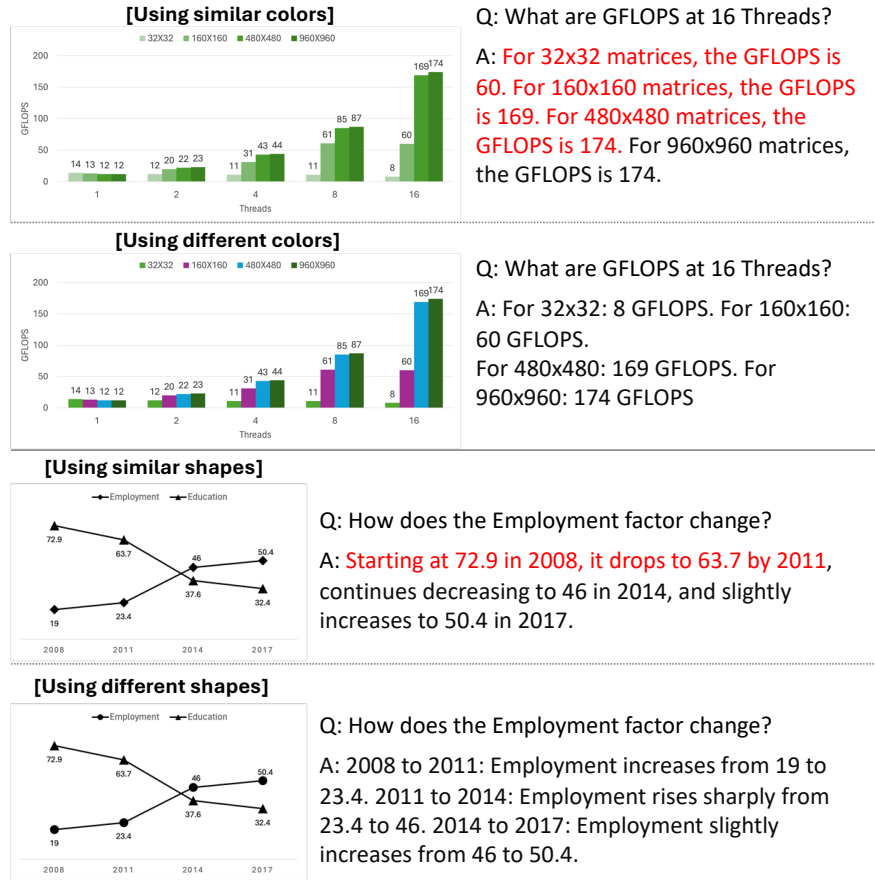 [Using similar colors]
32X32 160X160 480X480 960X960
GFLOPS
200
150
100
50
0
14 13 12 12
12 20 22 23
11 31 43 44
11 61 85 87
8 60 169 174
1 2 4 8 16
Threads
Q: What are GFLOPS at 16 Threads?
A: For 32x32 matrices, the GFLOPS is
60. For 160x160 matrices, the GFLOPS
is 169. For 480x480 matrices, the
GFLOPS is 174. For 960x960 matrices,
the GFLOPS is 174.
[Using different colors]
32X32 160X160 480X480 960X960
GFLOPS
200
150
100
50
0
14 13 12 12
12 20 22 23
11 31 43 44
11 61 85 87
8 60 169 174
1 2 4 8 16
Threads
Q: What are GFLOPS at 16 Threads?
A: For 32x32: 8 GFLOPS. For 160x160:
60 GFLOPS.
For 480x480: 169 GFLOPS. For
960x960: 174 GFLOPS
[Using similar shapes]
Employment Education
72.9 63.7 46 50.4
19 23.4 37.6 32.4
2008 2011 2014 2017
Q: How does the Employment factor change?
A: Starting at 72.9 in 2008, it drops to 63.7 by 2011,
continues decreasing to 46 in 2014, and slightly
increases to 50.4 in 2017.
[Using different shapes]
Employment Education
72.9 63.7 46 50.4
19 23.4 37.6 32.4
2008 2011 2014 2017
Q: How does the Employment factor change?
A: 2008 to 2011: Employment increases from 19 to
23.4. 2011 to 2014: Employment rises sharply from
23.4 to 46. 2014 to 2017: Employment slightly
increases from 46 to 50.4.